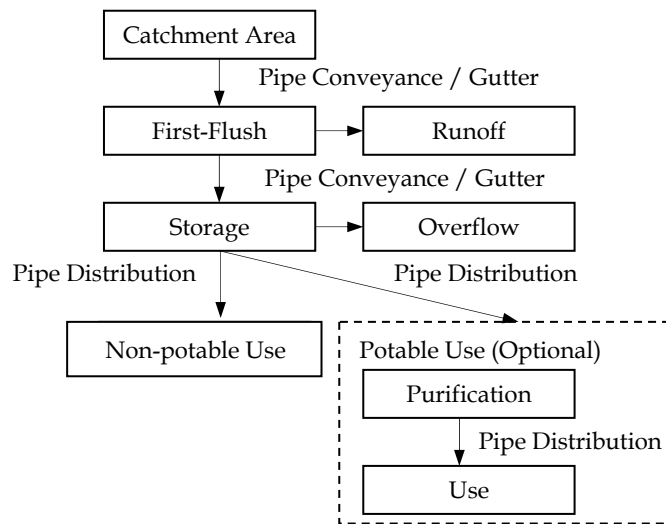 Catchment Area
Pipe Conveyance / Gutter
First-Flush
Runoff
Pipe Conveyance / Gutter
Storage
Overflow
Pipe Distribution
Pipe Distribution
Non-potable Use
Potable Use (Optional)
Purification
Pipe Distribution
Use